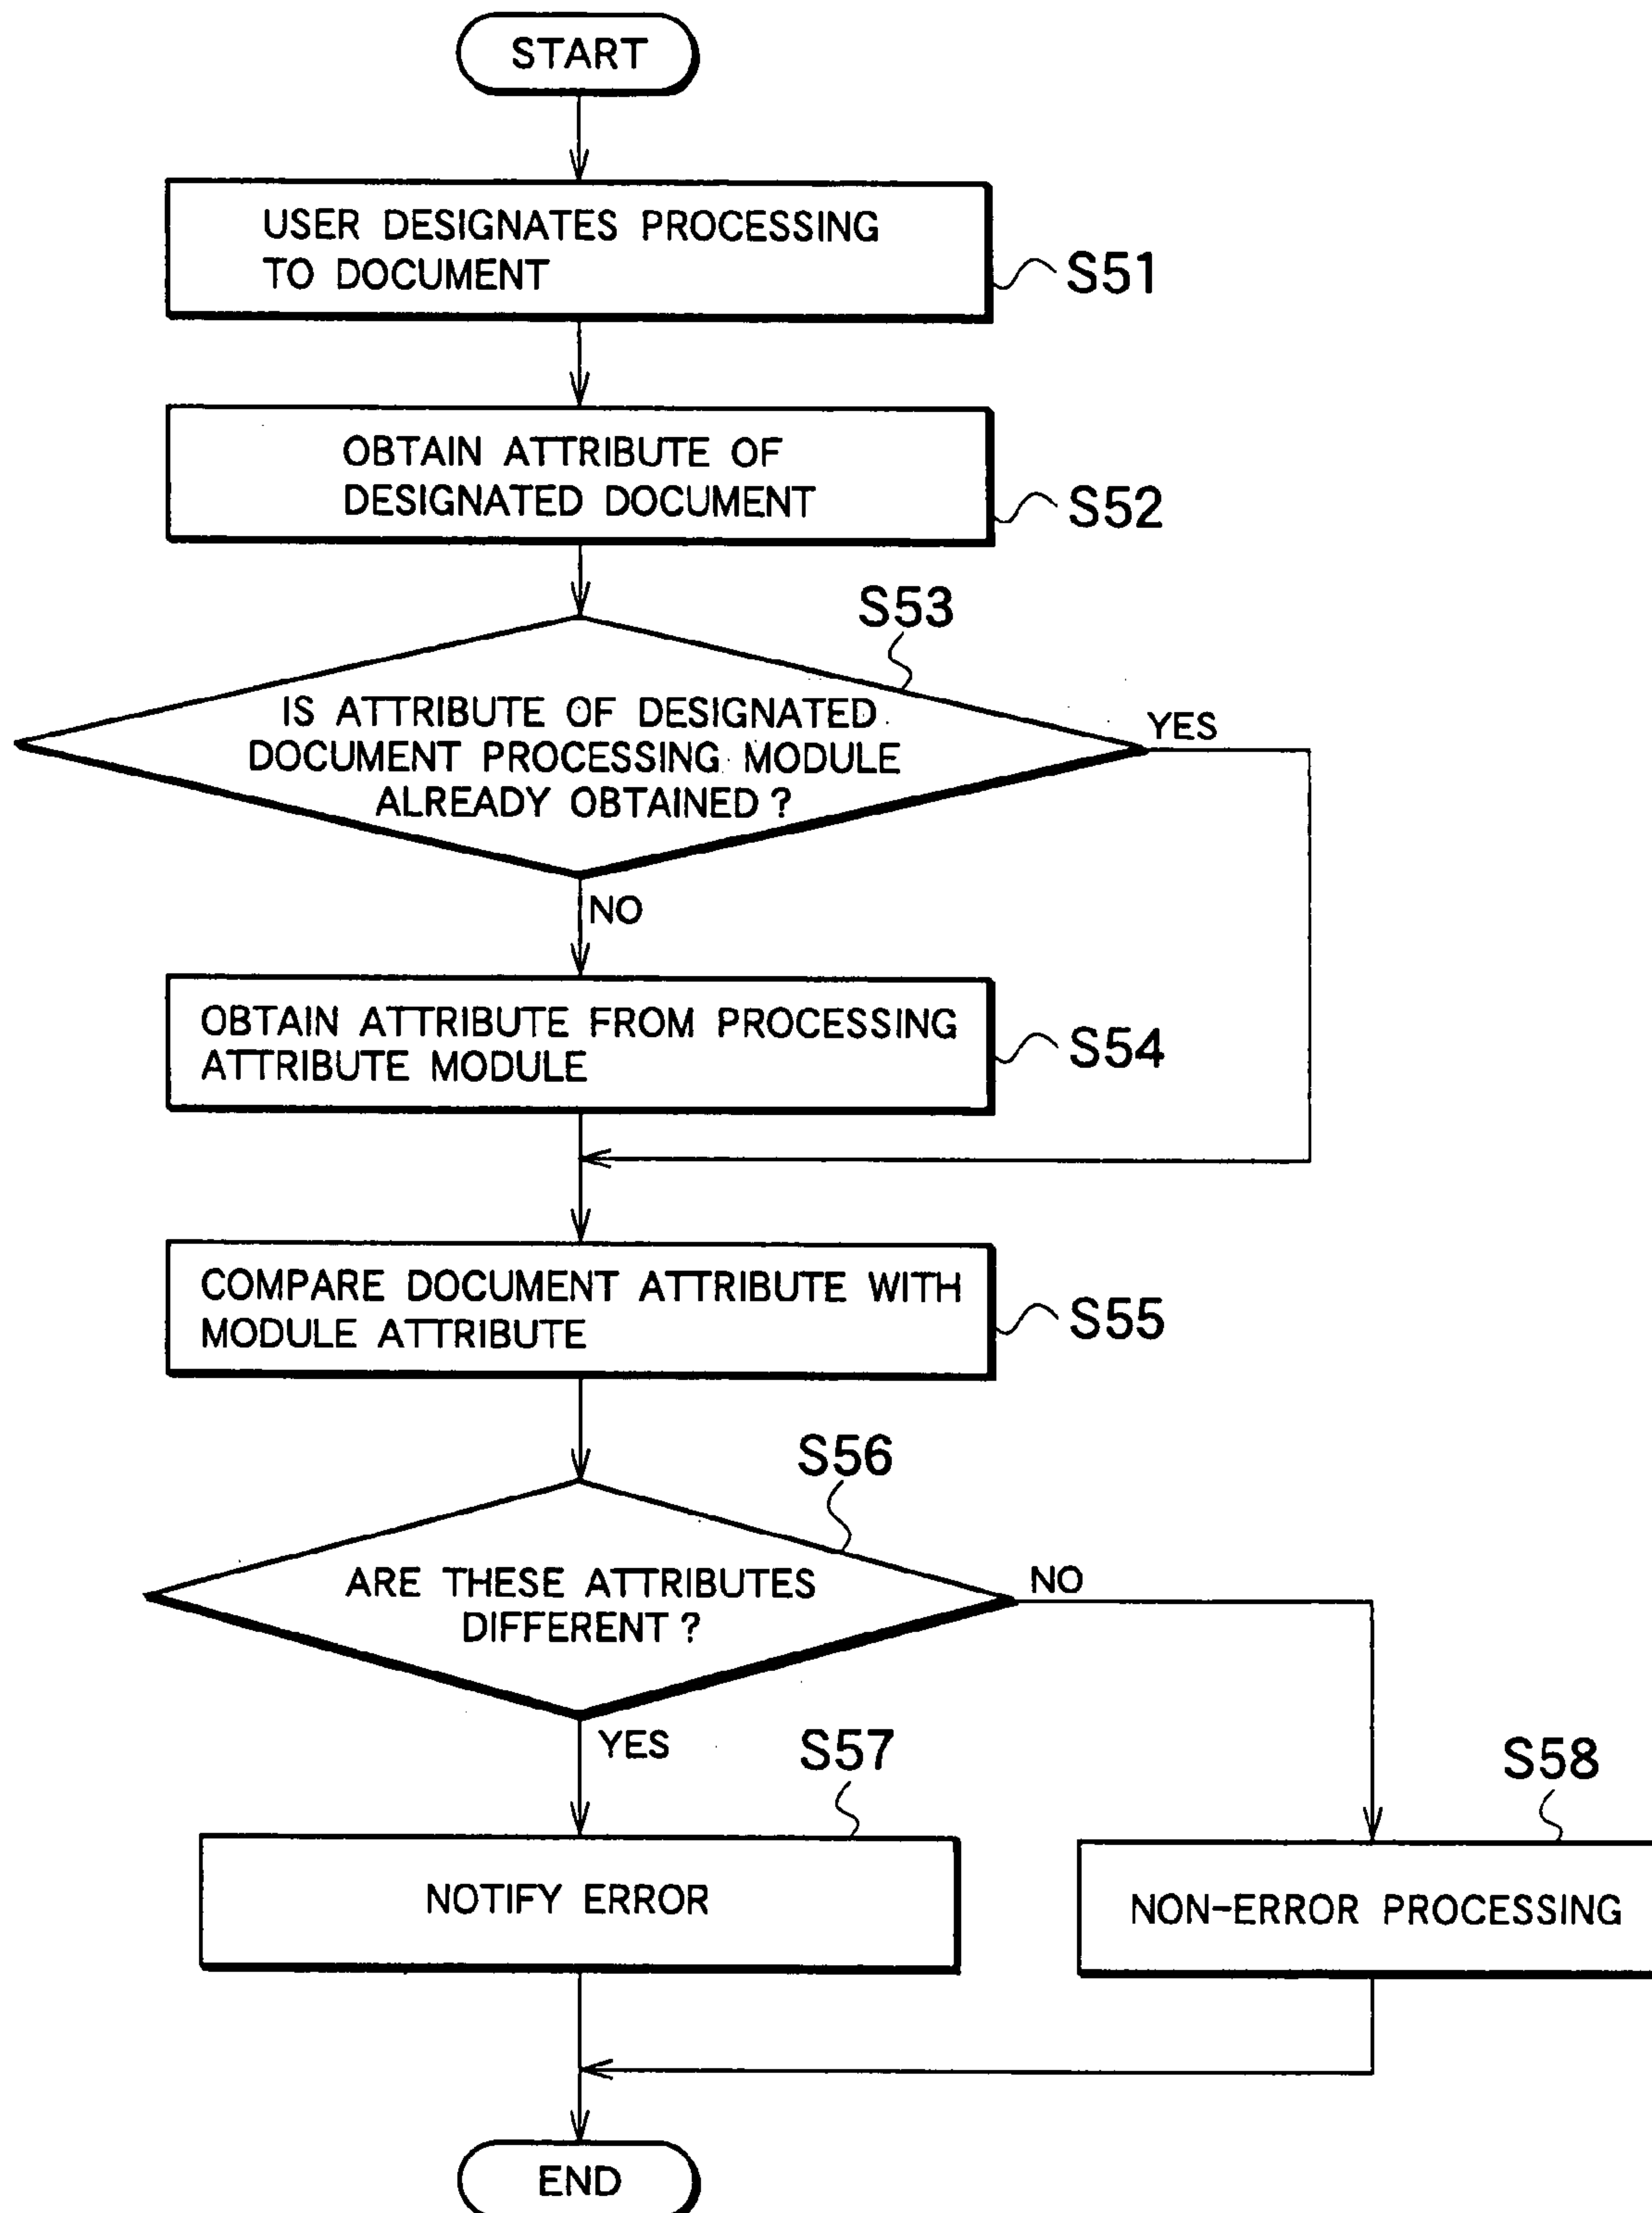 START
USER DESIGNATES PROCESSING
TO DOCUMENT
S51
OBTAIN ATTRIBUTE OF
DESIGNATED DOCUMENT
S52
S53
IS ATTRIBUTE OF DESIGNATED
DOCUMENT PROCESSING MODULE
ALREADY OBTAINED ?
YES
NO
OBTAIN ATTRIBUTE FROM PROCESSING
ATTRIBUTE MODULE
S54
COMPARE DOCUMENT ATTRIBUTE WITH
MODULE ATTRIBUTE
S55
S56
ARE THESE ATTRIBUTES
DIFFERENT ?
NO
YES
S57
S58
NOTIFY ERROR
NON-ERROR PROCESSING
END